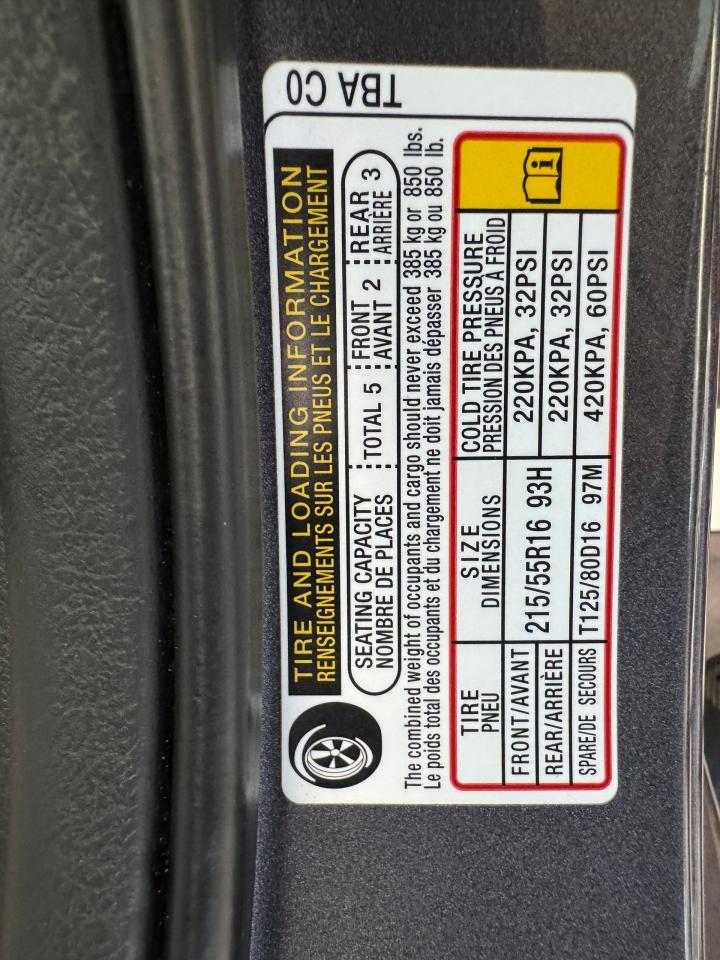 TBA C0
TIRE AND LOADING INFORMATION
RENSEIGNEMENTS SUR LES PNEUS ET LE CHARGEMENT
SEATING CAPACITY TOTAL 5 FRONT 2 REAR 3
NOMBRE DE PLACES AVANT ARRIÈRE
The combined weight of occupants and cargo should never exceed 385 kg or 850 lbs.
Le poids total des occupants et du chargement ne doit jamais dépasser 385 kg ou 850 lb.
TIRE SIZE COLD TIRE PRESSURE
PNEU DIMENSIONS PRESSION DES PNEUS À FROID
FRONT/AVANT 215/55R16 93H 220KPA, 32PSI
REAR/ARRIÈRE 220KPA, 32PSI
SPARE/DE SECOURS T125/80D16 97M 420KPA, 60PSI